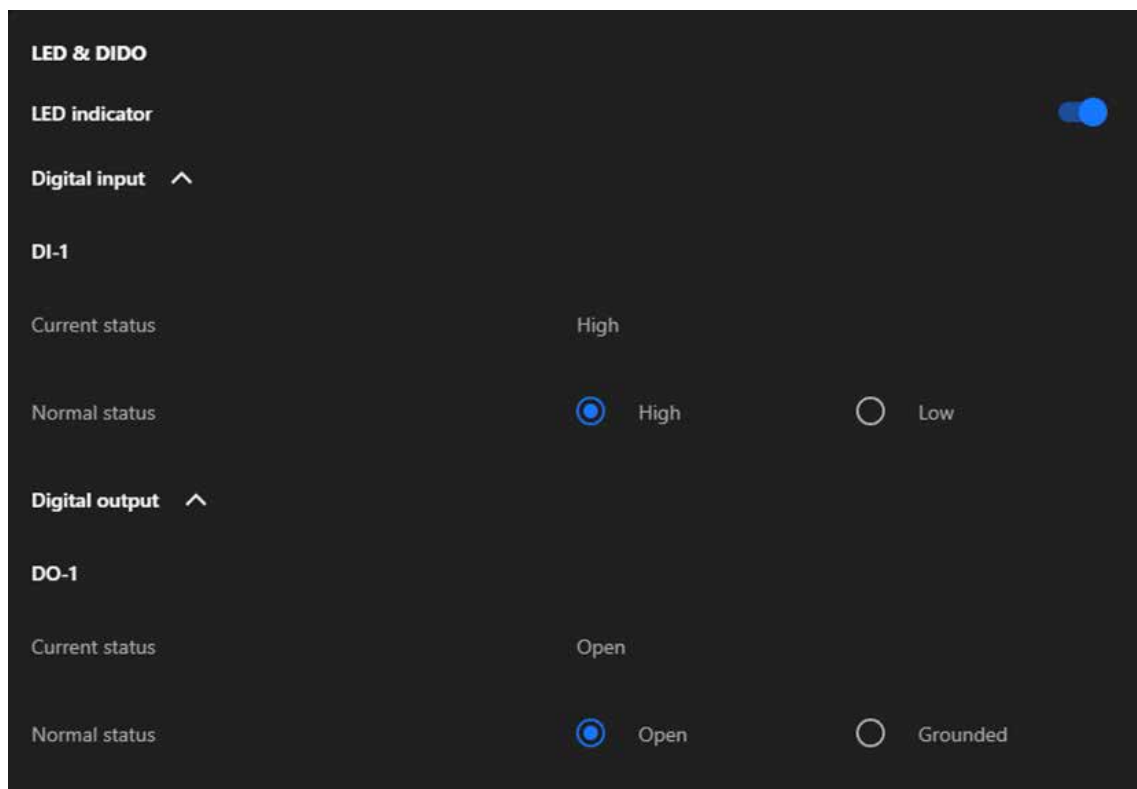 LED & DIDO
LED indicator
Digital input
DI-1
Current status High
Normal status High Low
Digital output
DO-1
Current status Open
Normal status Open Grounded